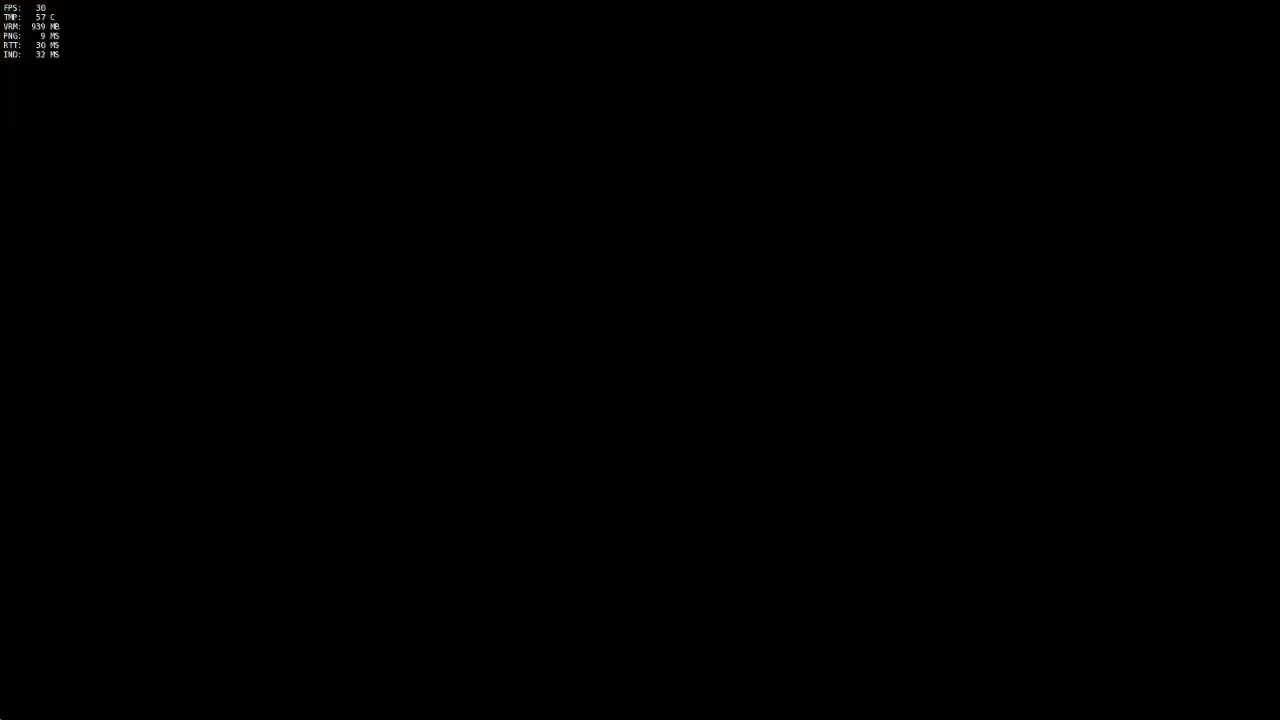 FPS: 30
TMP: 57 C
VRM: 939 MB
PNG: 9 MS
RTT: 30 MS
IND: 32 MS